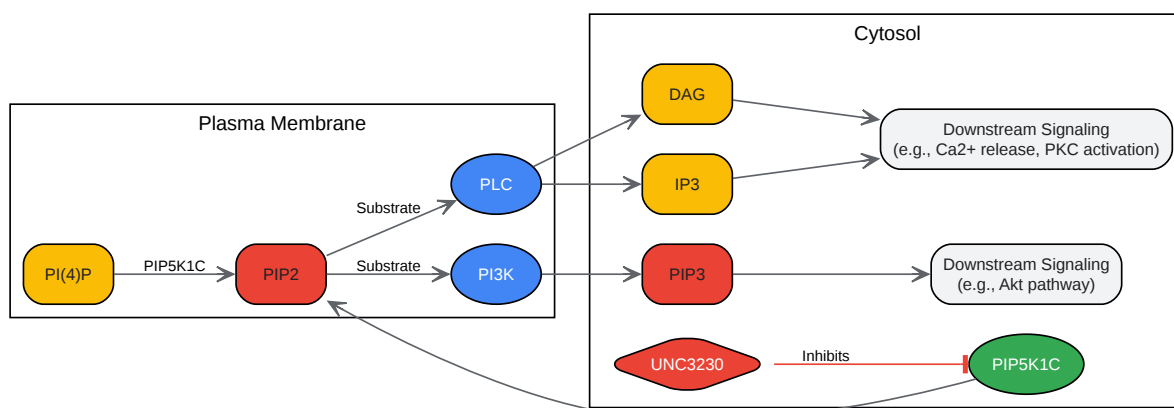 Cytosol
Plasma Membrane
DAG
Downstream Signaling
(e.g., Ca2+ release, PKC activation)
PLC
IP3
Substrate
PI(4)P
PIP5K1C
PIP2
Substrate
PI3K
PIP3
Downstream Signaling
(e.g., Akt pathway)
UNC3230
Inhibits
PIP5K1C